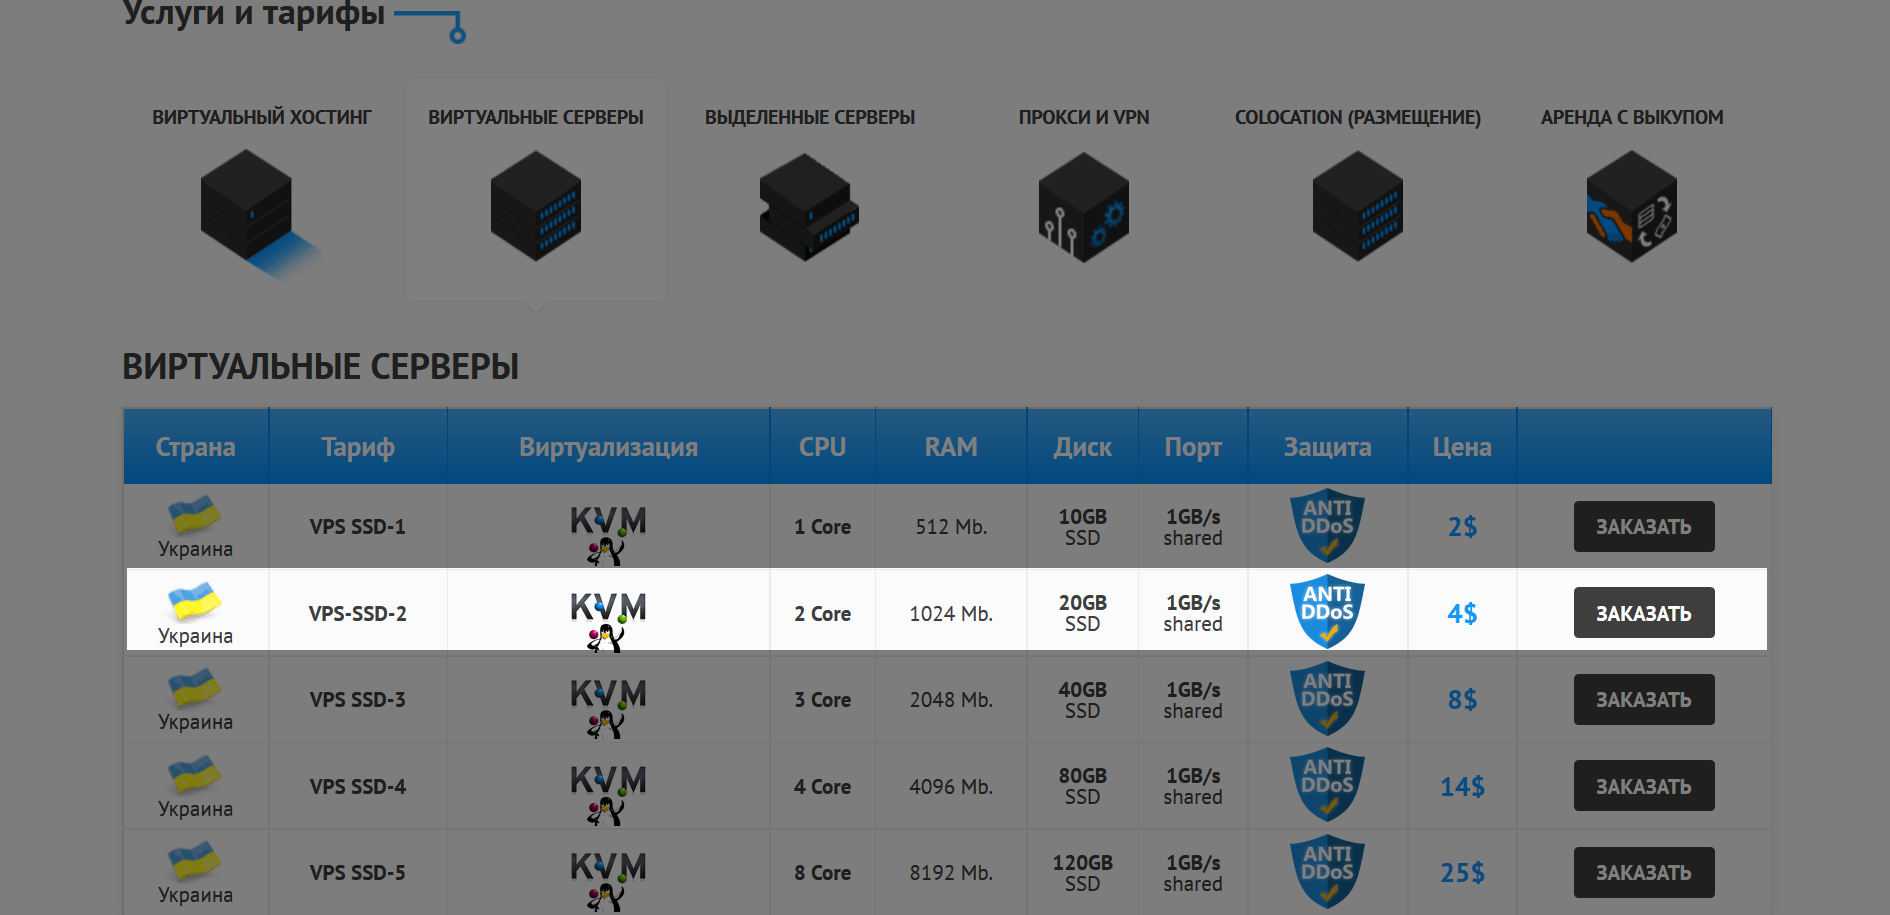 Услуги и тарифы
ВИРТУАЛЬНЫЙ ХОСТИНГ
ВИРТУАЛЬНЫЕ СЕРВЕРЫ
ВЫДЕЛЕННЫЕ СЕРВЕРЫ
ПРОКСИ И VPN
COLOCATION (РАЗМЕЩЕНИЕ)
АРЕНДА С ВЫКУПОМ
ВИРТУАЛЬНЫЕ СЕРВЕРЫ
Страна Тариф Виртуализация CPU RAM Диск Порт Защита Цена
Украина VPS SSD-1 KVM 1 Core 512 Mb. 10GB SSD 1GB/s shared ANTI DDoS 2$ ЗАКАЗАТЬ
Украина VPS-SSD-2 KVM 2 Core 1024 Mb. 20GB SSD 1GB/s shared ANTI DDoS 4$ ЗАКАЗАТЬ
Украина VPS SSD-3 KVM 3 Core 2048 Mb. 40GB SSD 1GB/s shared ANTI DDoS 8$ ЗАКАЗАТЬ
Украина VPS SSD-4 KVM 4 Core 4096 Mb. 80GB SSD 1GB/s shared ANTI DDoS 14$ ЗАКАЗАТЬ
Украина VPS SSD-5 KVM 8 Core 8192 Mb. 120GB SSD 1GB/s shared ANTI DDoS 25$ ЗАКАЗАТЬ